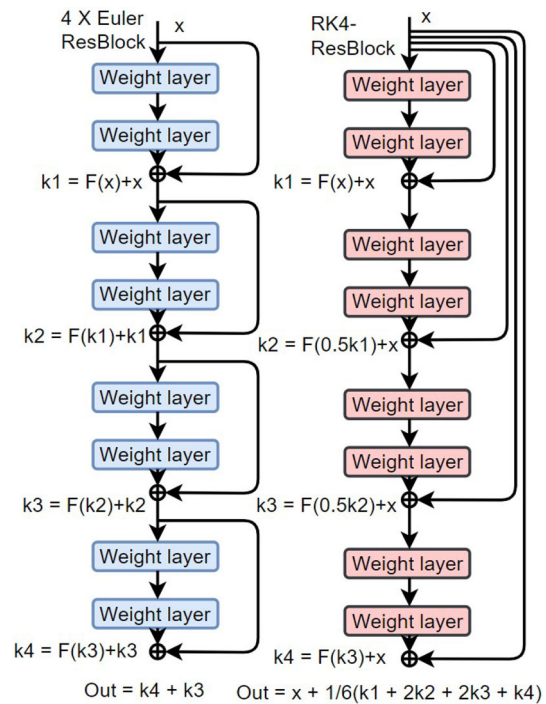 4 X Euler
ResBlock
x
Weight layer
Weight layer
k1 = F(x)+x
Weight layer
Weight layer
k2 = F(k1)+k1
Weight layer
Weight layer
k3 = F(k2)+k2
Weight layer
Weight layer
k4 = F(k3)+k3
Out = k4 + k3
RK4-
ResBlock
x
Weight layer
Weight layer
k1 = F(x)+x
Weight layer
Weight layer
k2 = F(0.5k1)+x
Weight layer
Weight layer
k3 = F(0.5k2)+x
Weight layer
Weight layer
k4 = F(k3)+x
Out = x + 1/6(k1 + 2k2 + 2k3 + k4)